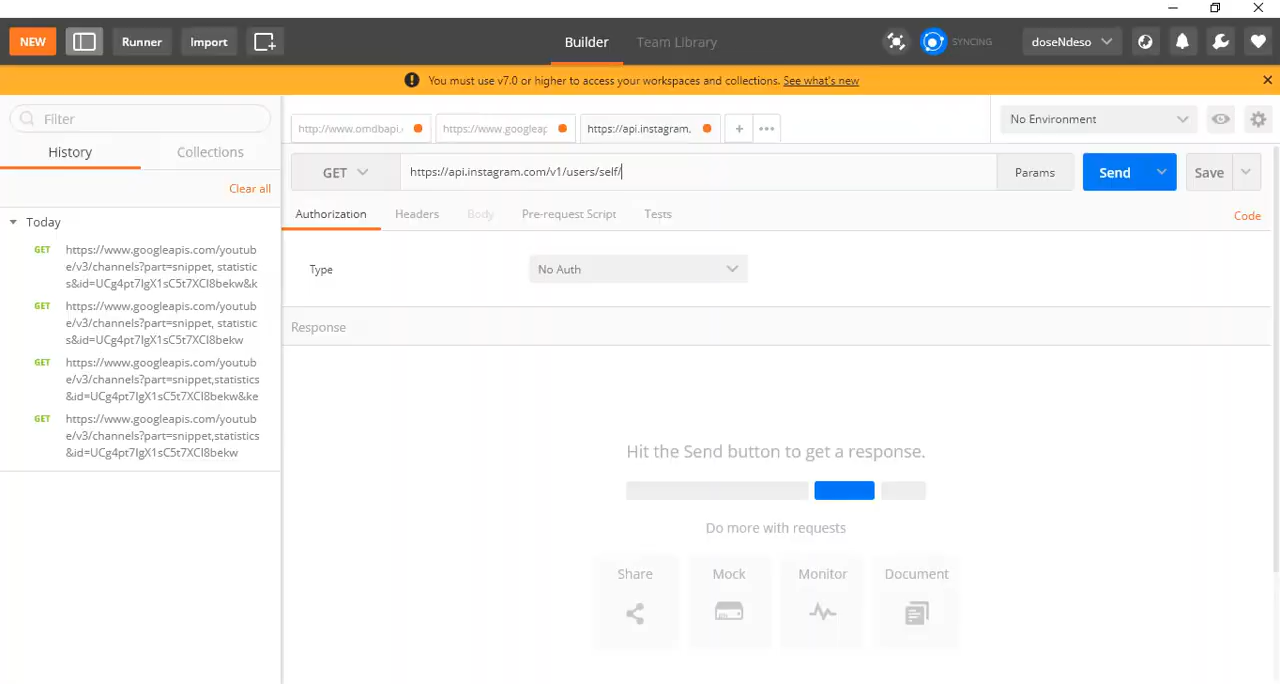 NEW
Runner
Import
Builder
Team Library
SYNCING
doseNdeso
You must use v7.0 or higher to access your workspaces and collections. See what's new
Filter
History
Collections
Clear all
Today
GET
https://www.googleapis.com/youtub
e/v3/channels?part=snippet, statistic
s&id=UCg4pt7IgX1sC5t7XCI8bekw&k
GET
https://www.googleapis.com/youtub
e/v3/channels?part=snippet, statistic
s&id=UCg4pt7IgX1sC5t7XCI8bekw
GET
https://www.googleapis.com/youtub
e/v3/channels?part=snippet,statistics
&id=UCg4pt7IgX1sC5t7XCI8bekw&ke
GET
https://www.googleapis.com/youtub
e/v3/channels?part=snippet,statistics
&id=UCg4pt7IgX1sC5t7XCI8bekw
http://www.omdbapi.
https://www.googleap
https://api.instagram.
No Environment
GET
https://api.instagram.com/v1/users/self/
Params
Send
Save
Authorization
Headers
Body
Pre-request Script
Tests
Code
Type
No Auth
Response
Hit the Send button to get a response.
Do more with requests
Share
Mock
Monitor
Document